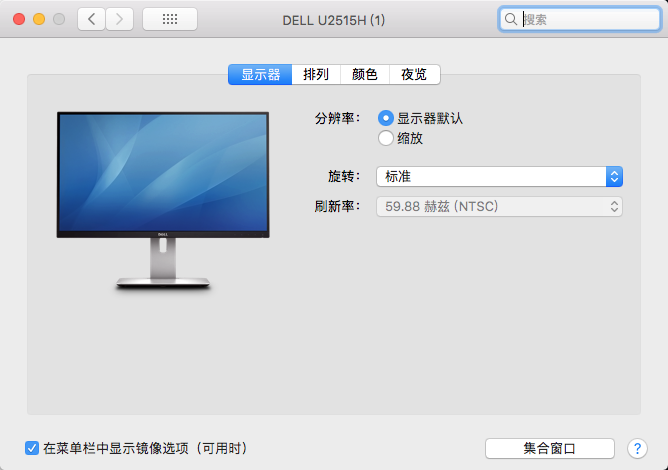 DELL U2515H (1)
搜索
显示器 排列 颜色 夜览
分辨率： 显示器默认
缩放
旋转： 标准
刷新率： 59.88 赫兹 (NTSC)
DELL
在菜单栏中显示镜像选项（可用时）
集合窗口 ?